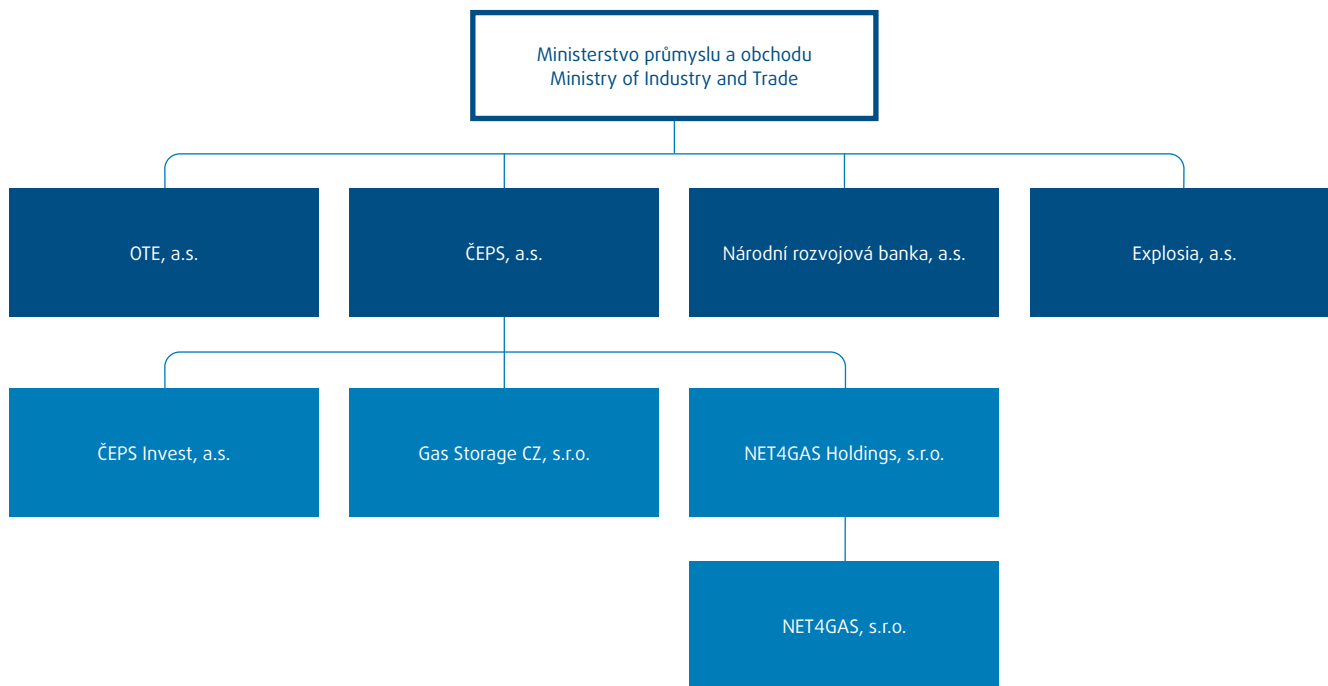 Ministerstvo průmyslu a obchodu
Ministry of Industry and Trade
OTE, a.s.
ČEPS, a.s.
Národní rozvojová banka, a.s.
Explosia, a.s.
ČEPS Invest, a.s.
Gas Storage CZ, s.r.o.
NET4GAS Holdings, s.r.o.
NET4GAS, s.r.o.